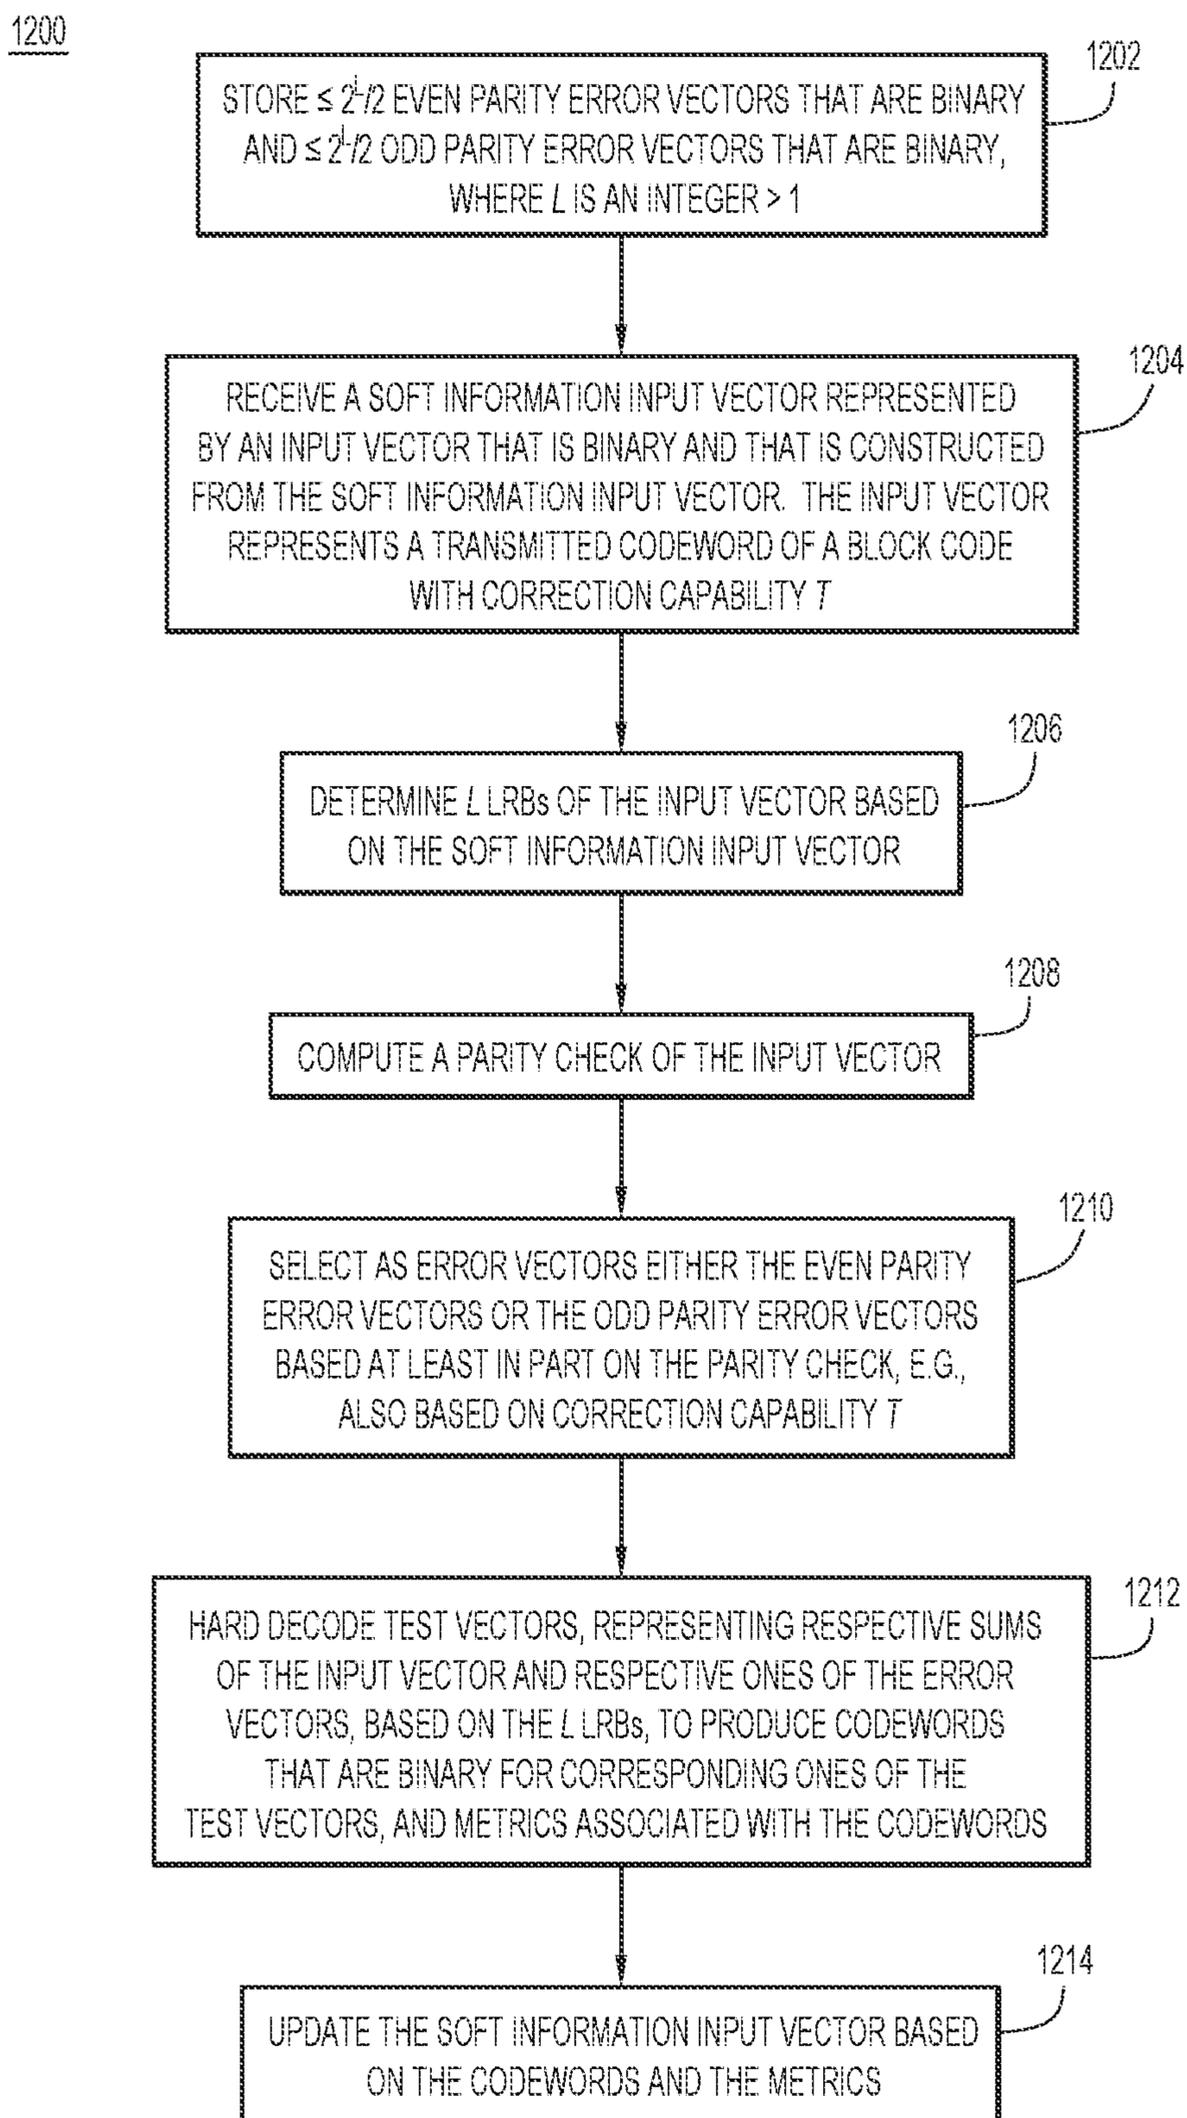 1200
1202
STORE ≤ 2ᴸ/2 EVEN PARITY ERROR VECTORS THAT ARE BINARY
AND ≤ 2ᴸ/2 ODD PARITY ERROR VECTORS THAT ARE BINARY,
WHERE L IS AN INTEGER > 1
1204
RECEIVE A SOFT INFORMATION INPUT VECTOR REPRESENTED
BY AN INPUT VECTOR THAT IS BINARY AND THAT IS CONSTRUCTED
FROM THE SOFT INFORMATION INPUT VECTOR. THE INPUT VECTOR
REPRESENTS A TRANSMITTED CODEWORD OF A BLOCK CODE
WITH CORRECTION CAPABILITY T
1206
DETERMINE L LRBs OF THE INPUT VECTOR BASED
ON THE SOFT INFORMATION INPUT VECTOR
1208
COMPUTE A PARITY CHECK OF THE INPUT VECTOR
1210
SELECT AS ERROR VECTORS EITHER THE EVEN PARITY
ERROR VECTORS OR THE ODD PARITY ERROR VECTORS
BASED AT LEAST IN PART ON THE PARITY CHECK, E.G.,
ALSO BASED ON CORRECTION CAPABILITY T
1212
HARD DECODE TEST VECTORS, REPRESENTING RESPECTIVE SUMS
OF THE INPUT VECTOR AND RESPECTIVE ONES OF THE ERROR
VECTORS, BASED ON THE L LRBs, TO PRODUCE CODEWORDS
THAT ARE BINARY FOR CORRESPONDING ONES OF THE
TEST VECTORS, AND METRICS ASSOCIATED WITH THE CODEWORDS
1214
UPDATE THE SOFT INFORMATION INPUT VECTOR BASED
ON THE CODEWORDS AND THE METRICS